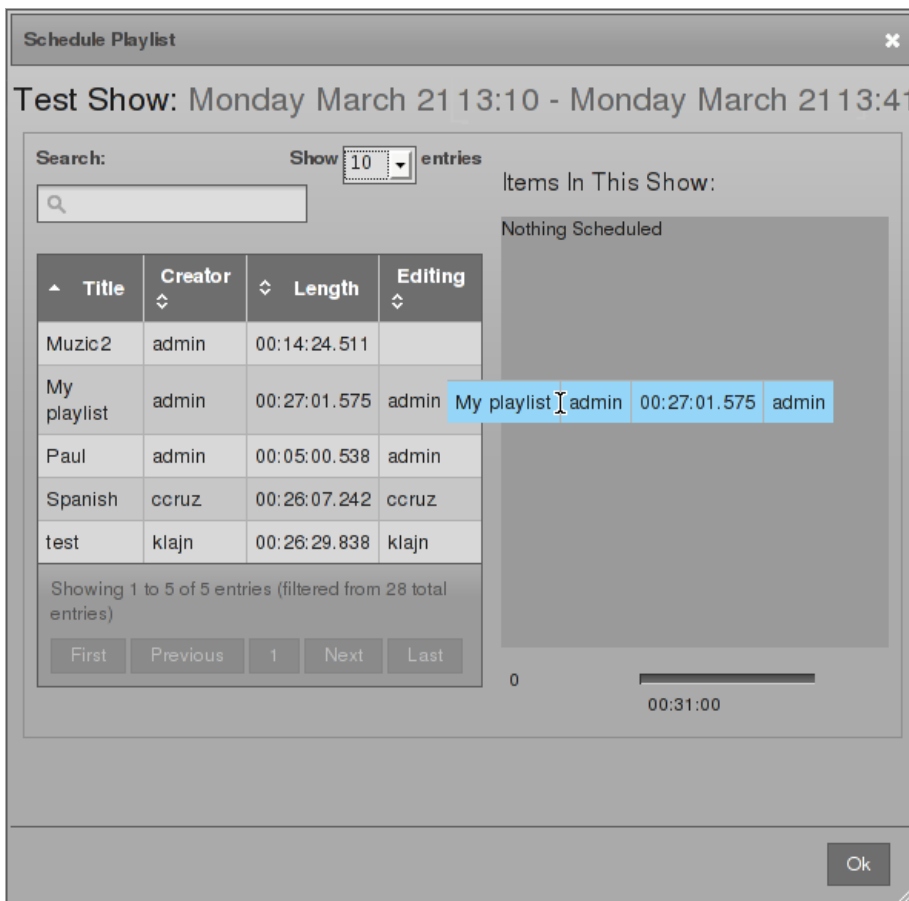 Schedule Playlist
Test Show: Monday March 21 13:10 - Monday March 21 13:41
Search:
Show 10 entries
Items In This Show:
Nothing Scheduled
Title Creator Length Editing
Muzic2 admin 00:14:24.511
My playlist admin 00:27:01.575 admin
My playlist admin 00:27:01.575 admin
Paul admin 00:05:00.538 admin
Spanish ccruz 00:26:07.242 ccruz
test klajn 00:26:29.838 klajn
Showing 1 to 5 of 5 entries (filtered from 28 total
entries)
First Previous 1 Next Last
0
00:31:00
Ok